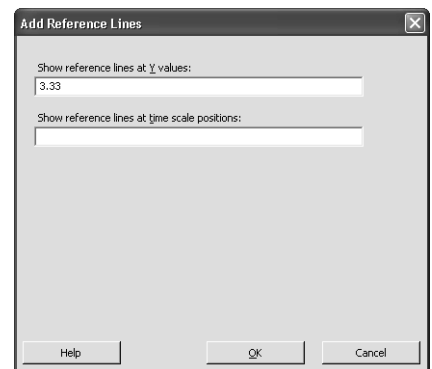 Add Reference Lines
Show reference lines at Y values:
3.33
Show reference lines at time scale positions:
Help
OK
Cancel